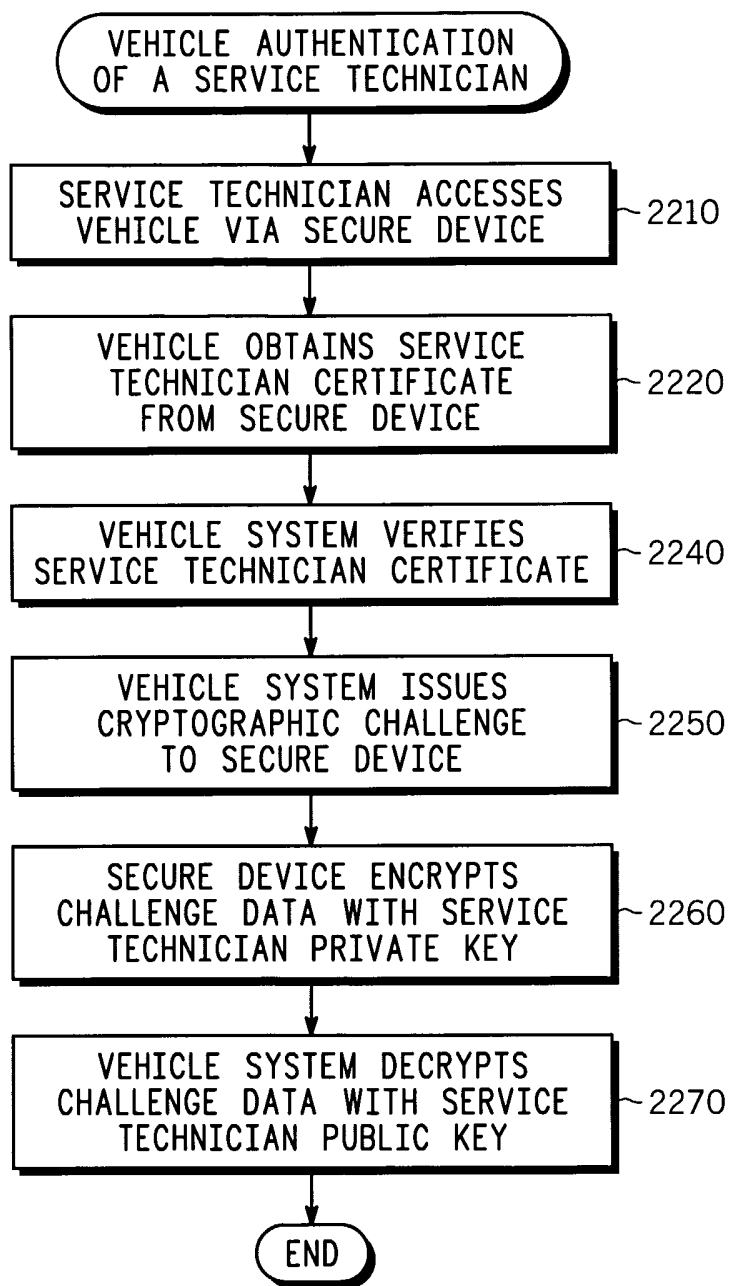 VEHICLE AUTHENTICATION
OF A SERVICE TECHNICIAN
SERVICE TECHNICIAN ACCESSES
VEHICLE VIA SECURE DEVICE
2210
VEHICLE OBTAINS SERVICE
TECHNICIAN CERTIFICATE
FROM SECURE DEVICE
2220
VEHICLE SYSTEM VERIFIES
SERVICE TECHNICIAN CERTIFICATE
2240
VEHICLE SYSTEM ISSUES
CRYPTOGRAPHIC CHALLENGE
TO SECURE DEVICE
2250
SECURE DEVICE ENCRYPTS
CHALLENGE DATA WITH SERVICE
TECHNICIAN PRIVATE KEY
2260
VEHICLE SYSTEM DECRYPTS
CHALLENGE DATA WITH SERVICE
TECHNICIAN PUBLIC KEY
2270
END